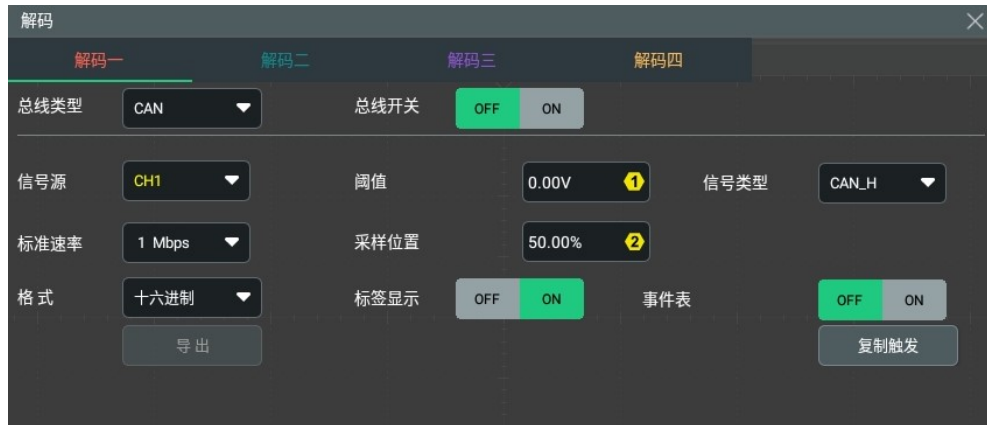 解码
解码一 解码二 解码三 解码四
总线类型 CAN 总线开关 OFF ON
信号源 CH1 阈值 0.00V 1 信号类型 CAN_H
标准速率 1 Mbps 采样位置 50.00% 2
格式 十六进制 标签显示 OFF ON 事件表 OFF ON
导出 复制触发